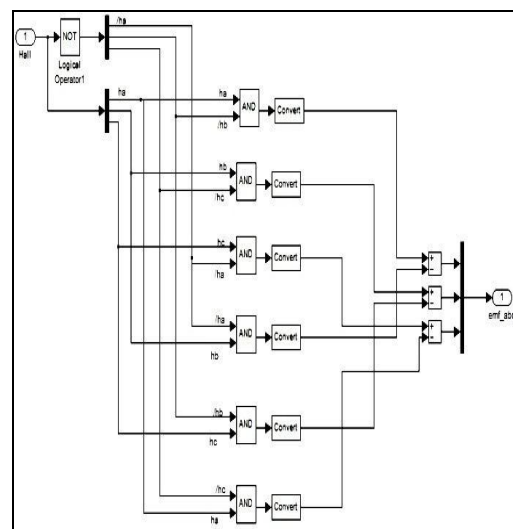 1
Hall
NOT
Logical
Operator1
/ha
ha
ha
/hb
AND
Convert
hb
/hc
AND
Convert
hc
/ha
AND
Convert
/ha
hb
AND
Convert
/hb
hc
AND
Convert
/hc
ha
AND
Convert
+
−
+
−
+
−
1
emf_abc